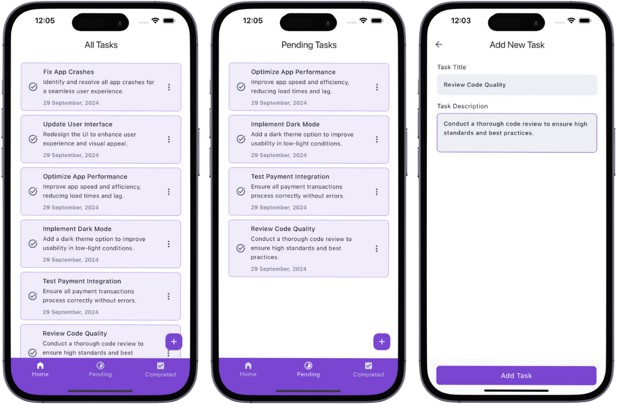 12:05
All Tasks
Fix App Crashes
Identify and resolve all app crashes for
a seamless user experience.
29 September, 2024
Update User Interface
Redesign the UI to enhance user
experience and visual appeal.
29 September, 2024
Optimize App Performance
Improve app speed and efficiency,
reducing load times and lag.
29 September, 2024
Implement Dark Mode
Add a dark theme option to improve
usability in low-light conditions.
29 September, 2024
Test Payment Integration
Ensure all payment transactions
process correctly without errors.
29 September, 2024
Review Code Quality
Conduct a thorough code review to
ensure high standards and best
Home
Pending
Completed
12:05
Pending Tasks
Optimize App Performance
Improve app speed and efficiency,
reducing load times and lag.
29 September, 2024
Implement Dark Mode
Add a dark theme option to improve
usability in low-light conditions.
29 September, 2024
Test Payment Integration
Ensure all payment transactions
process correctly without errors.
29 September, 2024
Review Code Quality
Conduct a thorough code review to
ensure high standards and best
practices.
29 September, 2024
Home
Pending
Completed
12:03
Add New Task
Task Title
Review Code Quality
Task Description
Conduct a thorough code review to ensure high
standards and best practices.
Add Task